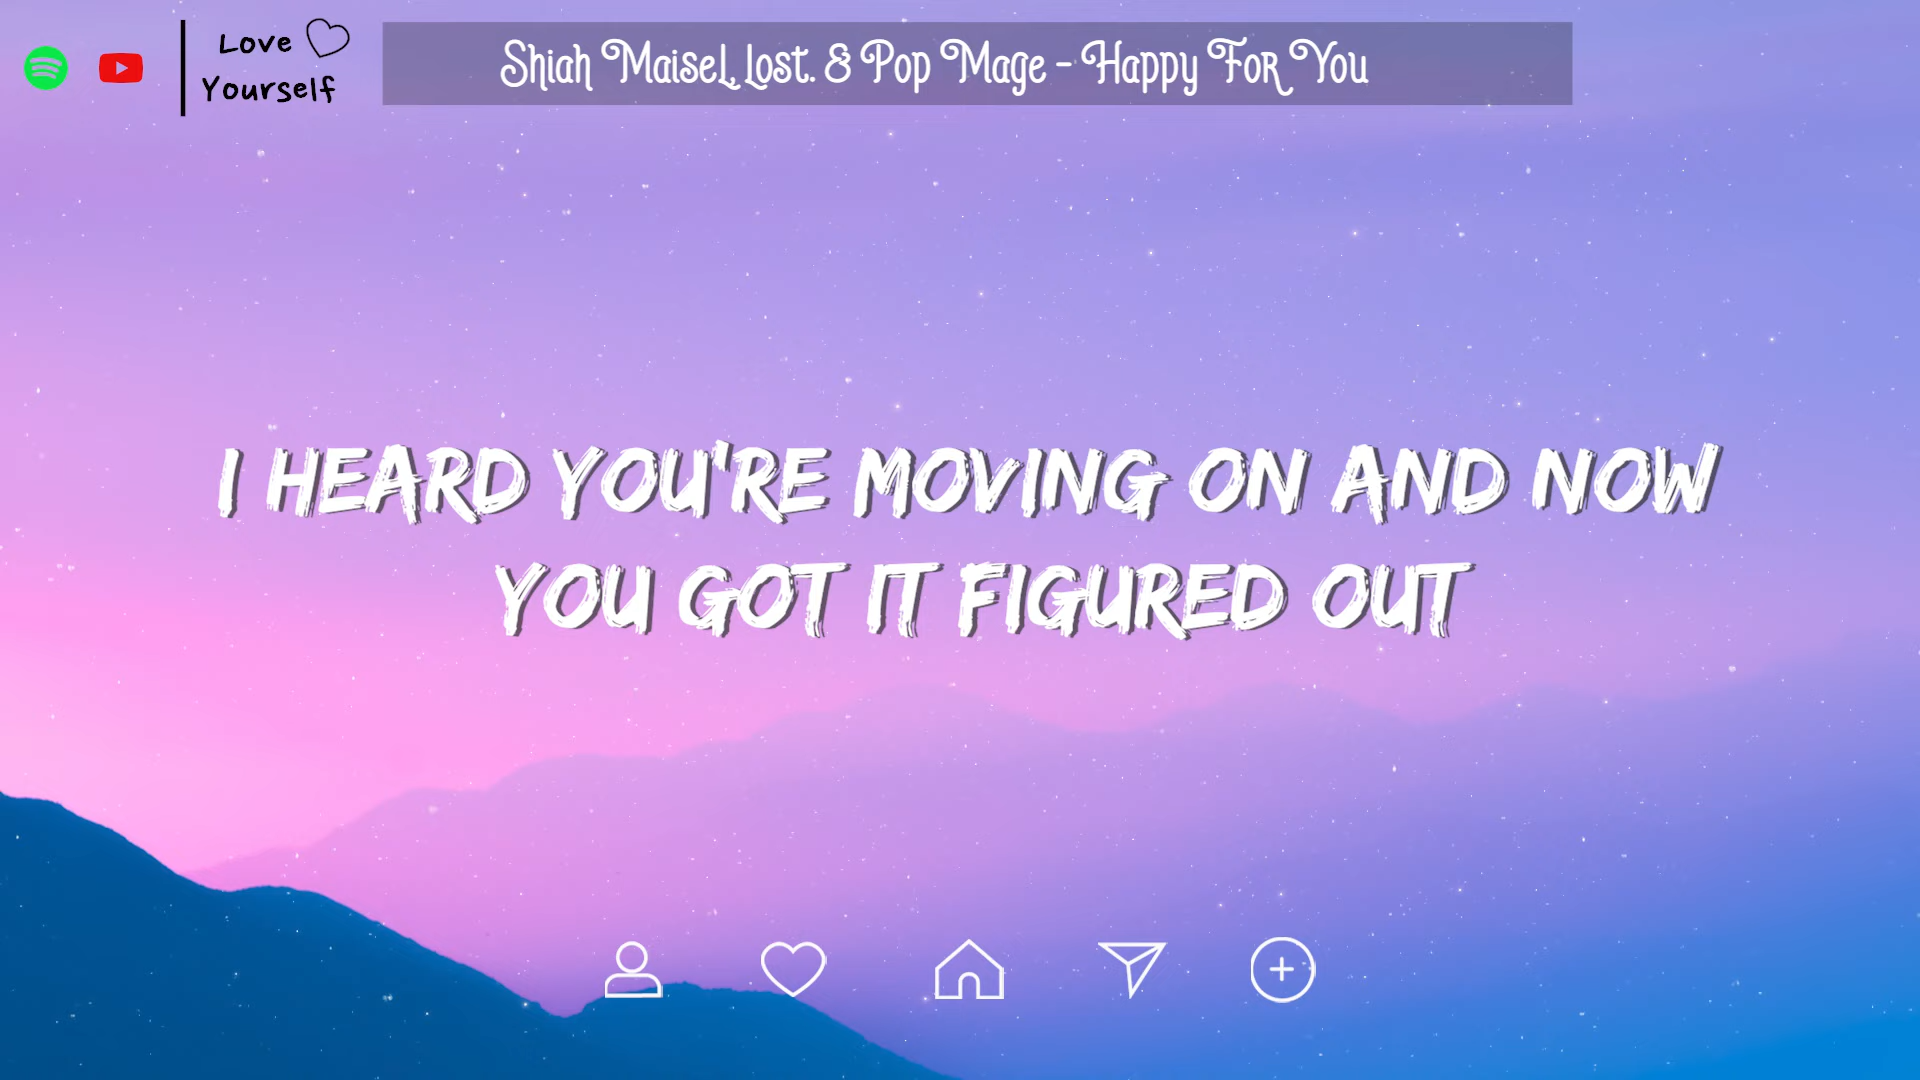 Love
Yourself
Shiah Maisel, lost. & Pop Mage - Happy For You
I HEARD YOU'RE MOVING ON AND NOW
YOU GOT IT FIGURED OUT